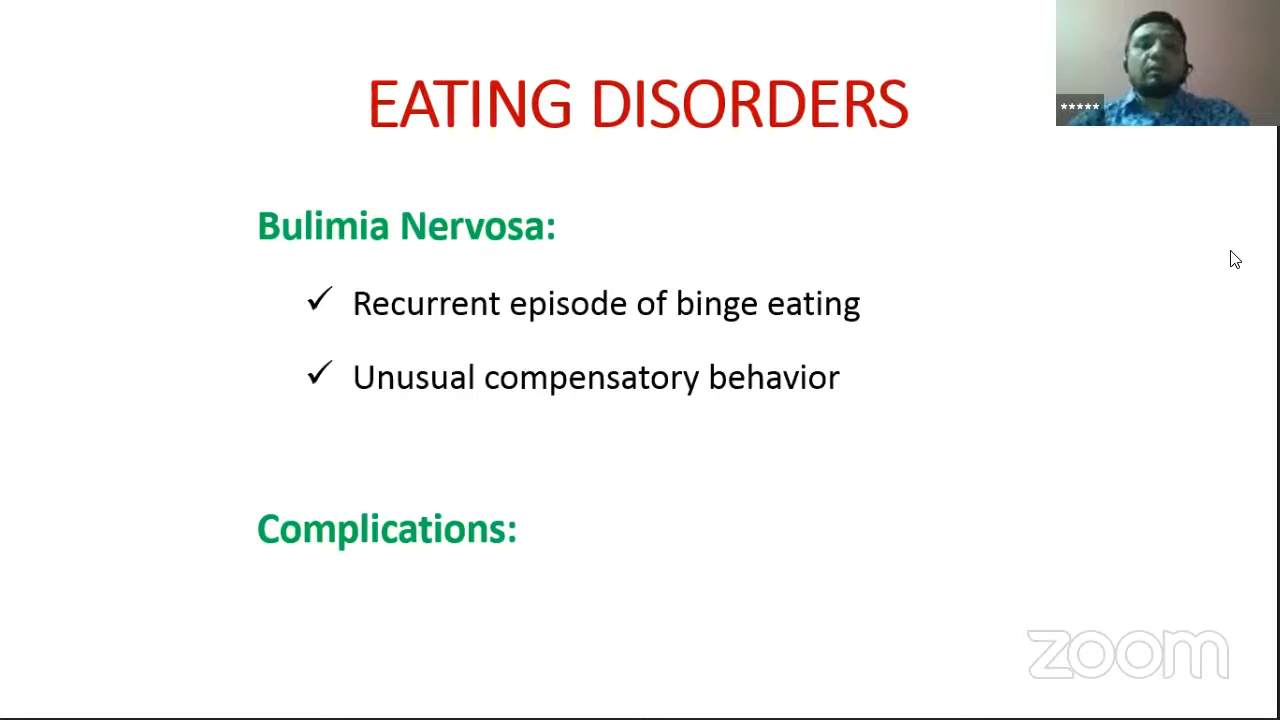 EATING DISORDERS
*****
Bulimia Nervosa:
✓ Recurrent episode of binge eating
✓ Unusual compensatory behavior
Complications:
zoom